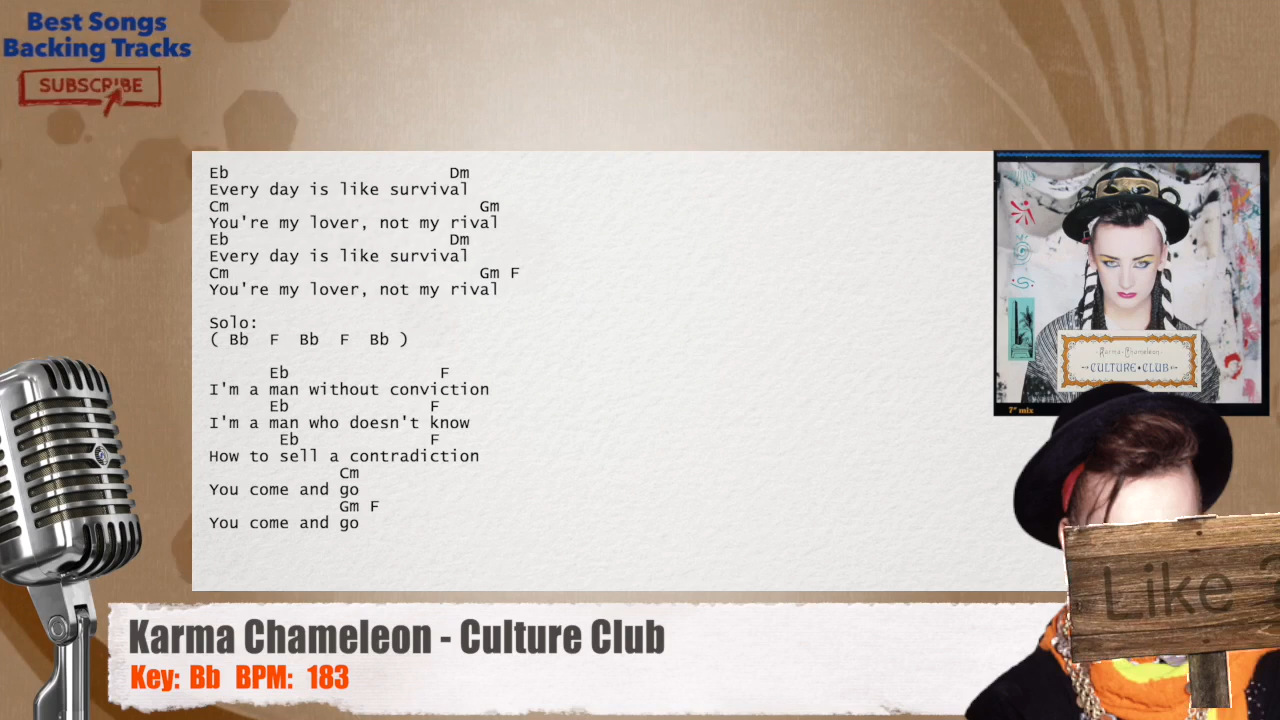 Best Songs
Backing Tracks
SUBSCRIBE
Eb                      Dm
Every day is like survival
Cm                         Gm
You're my lover, not my rival
Eb                      Dm
Every day is like survival
Cm                         Gm F
You're my lover, not my rival
Solo:
( Bb  F  Bb  F  Bb )
      Eb               F
I'm a man without conviction
      Eb              F
I'm a man who doesn't know
       Eb             F
How to sell a contradiction
             Cm
You come and go
             Gm F
You come and go
Karma Chameleon
CULTURE CLUB
7" mix
Like ?
Karma Chameleon - Culture Club
Key: Bb BPM: 183